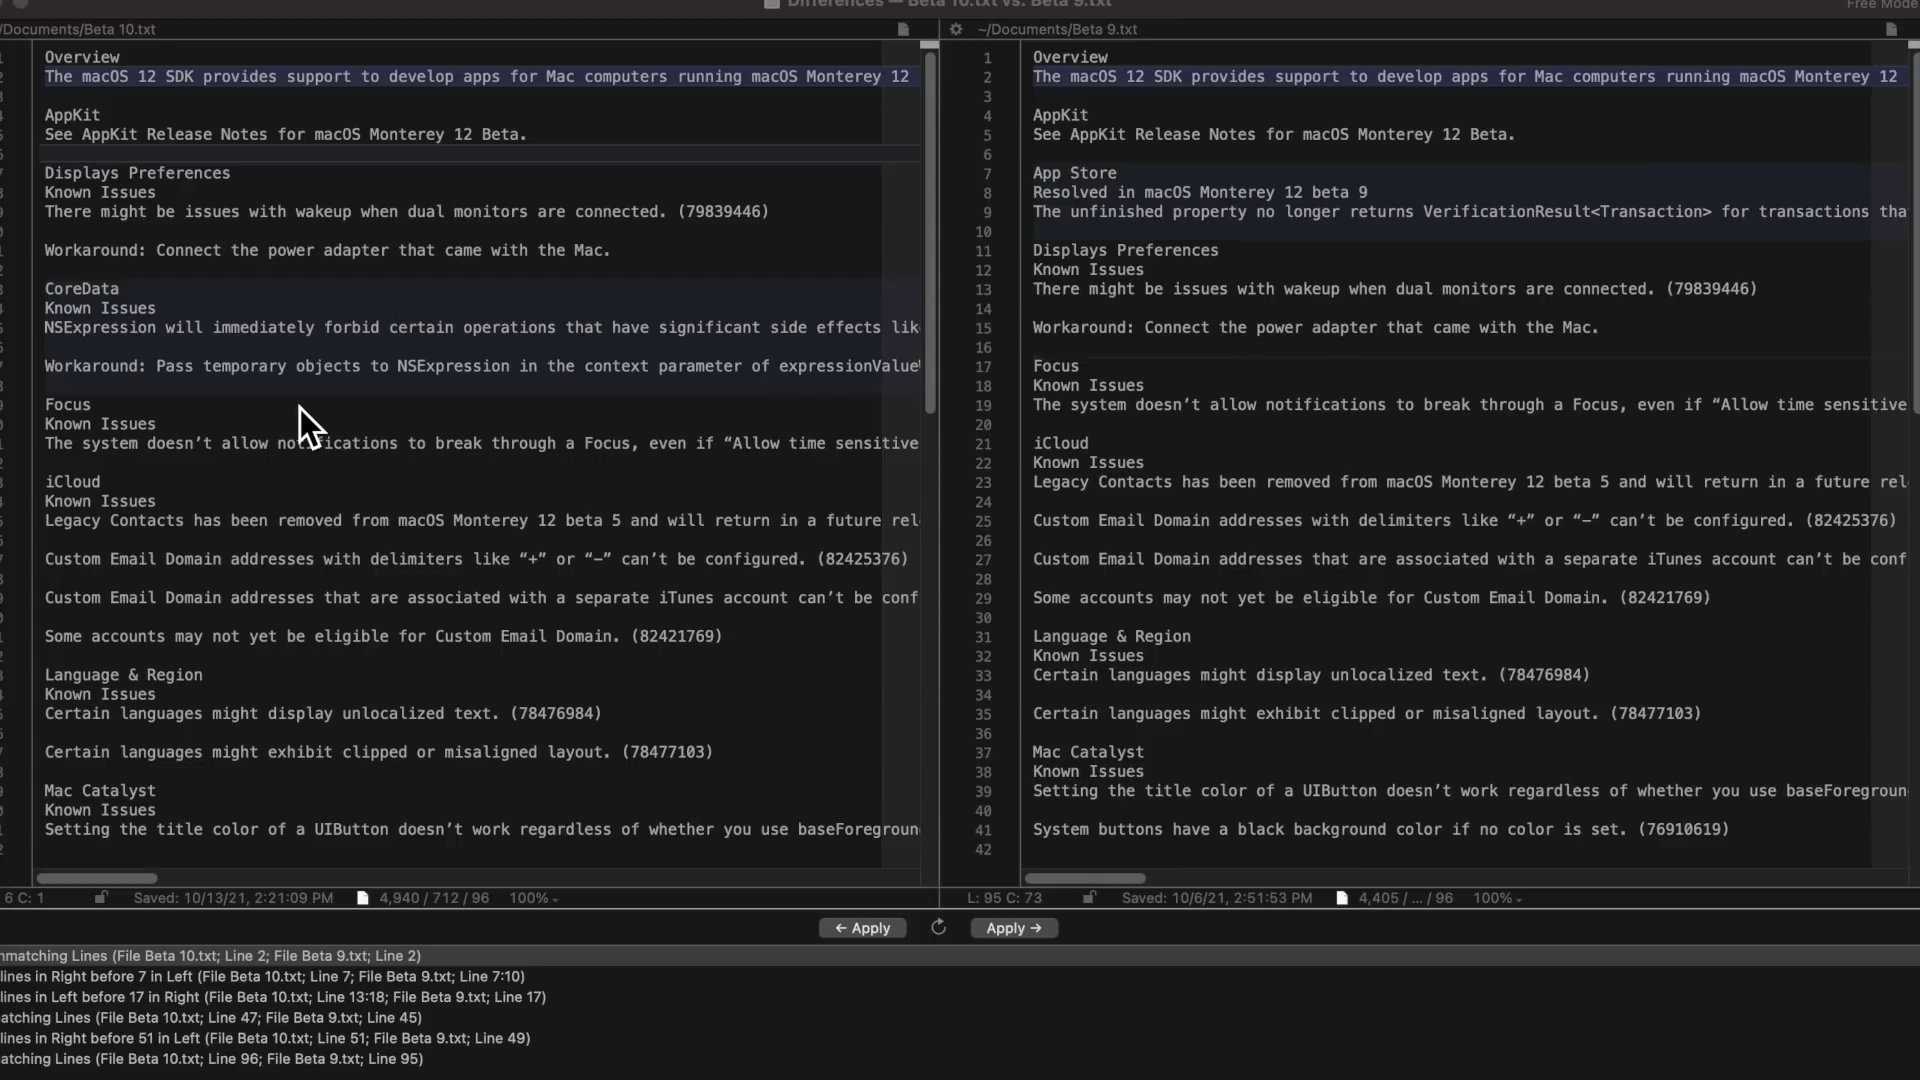 Differences — Beta 10.txt vs. Beta 9.txt
Free Mode
/Documents/Beta 10.txt
Overview
The macOS 12 SDK provides support to develop apps for Mac computers running macOS Monterey 12
AppKit
See AppKit Release Notes for macOS Monterey 12 Beta.
Displays Preferences
Known Issues
There might be issues with wakeup when dual monitors are connected. (79839446)
Workaround: Connect the power adapter that came with the Mac.
CoreData
Known Issues
NSExpression will immediately forbid certain operations that have significant side effects lik
Workaround: Pass temporary objects to NSExpression in the context parameter of expressionValue
Focus
Known Issues
The system doesn’t allow notifications to break through a Focus, even if “Allow time sensitive
iCloud
Known Issues
Legacy Contacts has been removed from macOS Monterey 12 beta 5 and will return in a future rel
Custom Email Domain addresses with delimiters like “+” or “–” can’t be configured. (82425376)
Custom Email Domain addresses that are associated with a separate iTunes account can’t be conf
Some accounts may not yet be eligible for Custom Email Domain. (82421769)
Language & Region
Known Issues
Certain languages might display unlocalized text. (78476984)
Certain languages might exhibit clipped or misaligned layout. (78477103)
Mac Catalyst
Known Issues
Setting the title color of a UIButton doesn’t work regardless of whether you use baseForegroun
6 C: 1 Saved: 10/13/21, 2:21:09 PM 4,940 / 712 / 96 100%
~/Documents/Beta 9.txt
1 Overview
2 The macOS 12 SDK provides support to develop apps for Mac computers running macOS Monterey 12
3
4 AppKit
5 See AppKit Release Notes for macOS Monterey 12 Beta.
6
7 App Store
8 Resolved in macOS Monterey 12 beta 9
9 The unfinished property no longer returns VerificationResult<Transaction> for transactions tha
10
11 Displays Preferences
12 Known Issues
13 There might be issues with wakeup when dual monitors are connected. (79839446)
14
15 Workaround: Connect the power adapter that came with the Mac.
16
17 Focus
18 Known Issues
19 The system doesn’t allow notifications to break through a Focus, even if “Allow time sensitive
20
21 iCloud
22 Known Issues
23 Legacy Contacts has been removed from macOS Monterey 12 beta 5 and will return in a future rel
24
25 Custom Email Domain addresses with delimiters like “+” or “–” can’t be configured. (82425376)
26
27 Custom Email Domain addresses that are associated with a separate iTunes account can’t be conf
28
29 Some accounts may not yet be eligible for Custom Email Domain. (82421769)
30
31 Language & Region
32 Known Issues
33 Certain languages might display unlocalized text. (78476984)
34
35 Certain languages might exhibit clipped or misaligned layout. (78477103)
36
37 Mac Catalyst
38 Known Issues
39 Setting the title color of a UIButton doesn’t work regardless of whether you use baseForegroun
40
41 System buttons have a black background color if no color is set. (76910619)
42
L: 95 C: 73 Saved: 10/6/21, 2:51:53 PM 4,405 / ... / 96 100%
← Apply Apply →
nmatching Lines (File Beta 10.txt; Line 2; File Beta 9.txt; Line 2)
lines in Right before 7 in Left (File Beta 10.txt; Line 7; File Beta 9.txt; Line 7:10)
lines in Left before 17 in Right (File Beta 10.txt; Line 13:18; File Beta 9.txt; Line 17)
atching Lines (File Beta 10.txt; Line 47; File Beta 9.txt; Line 45)
lines in Right before 51 in Left (File Beta 10.txt; Line 51; File Beta 9.txt; Line 49)
atching Lines (File Beta 10.txt; Line 96; File Beta 9.txt; Line 95)